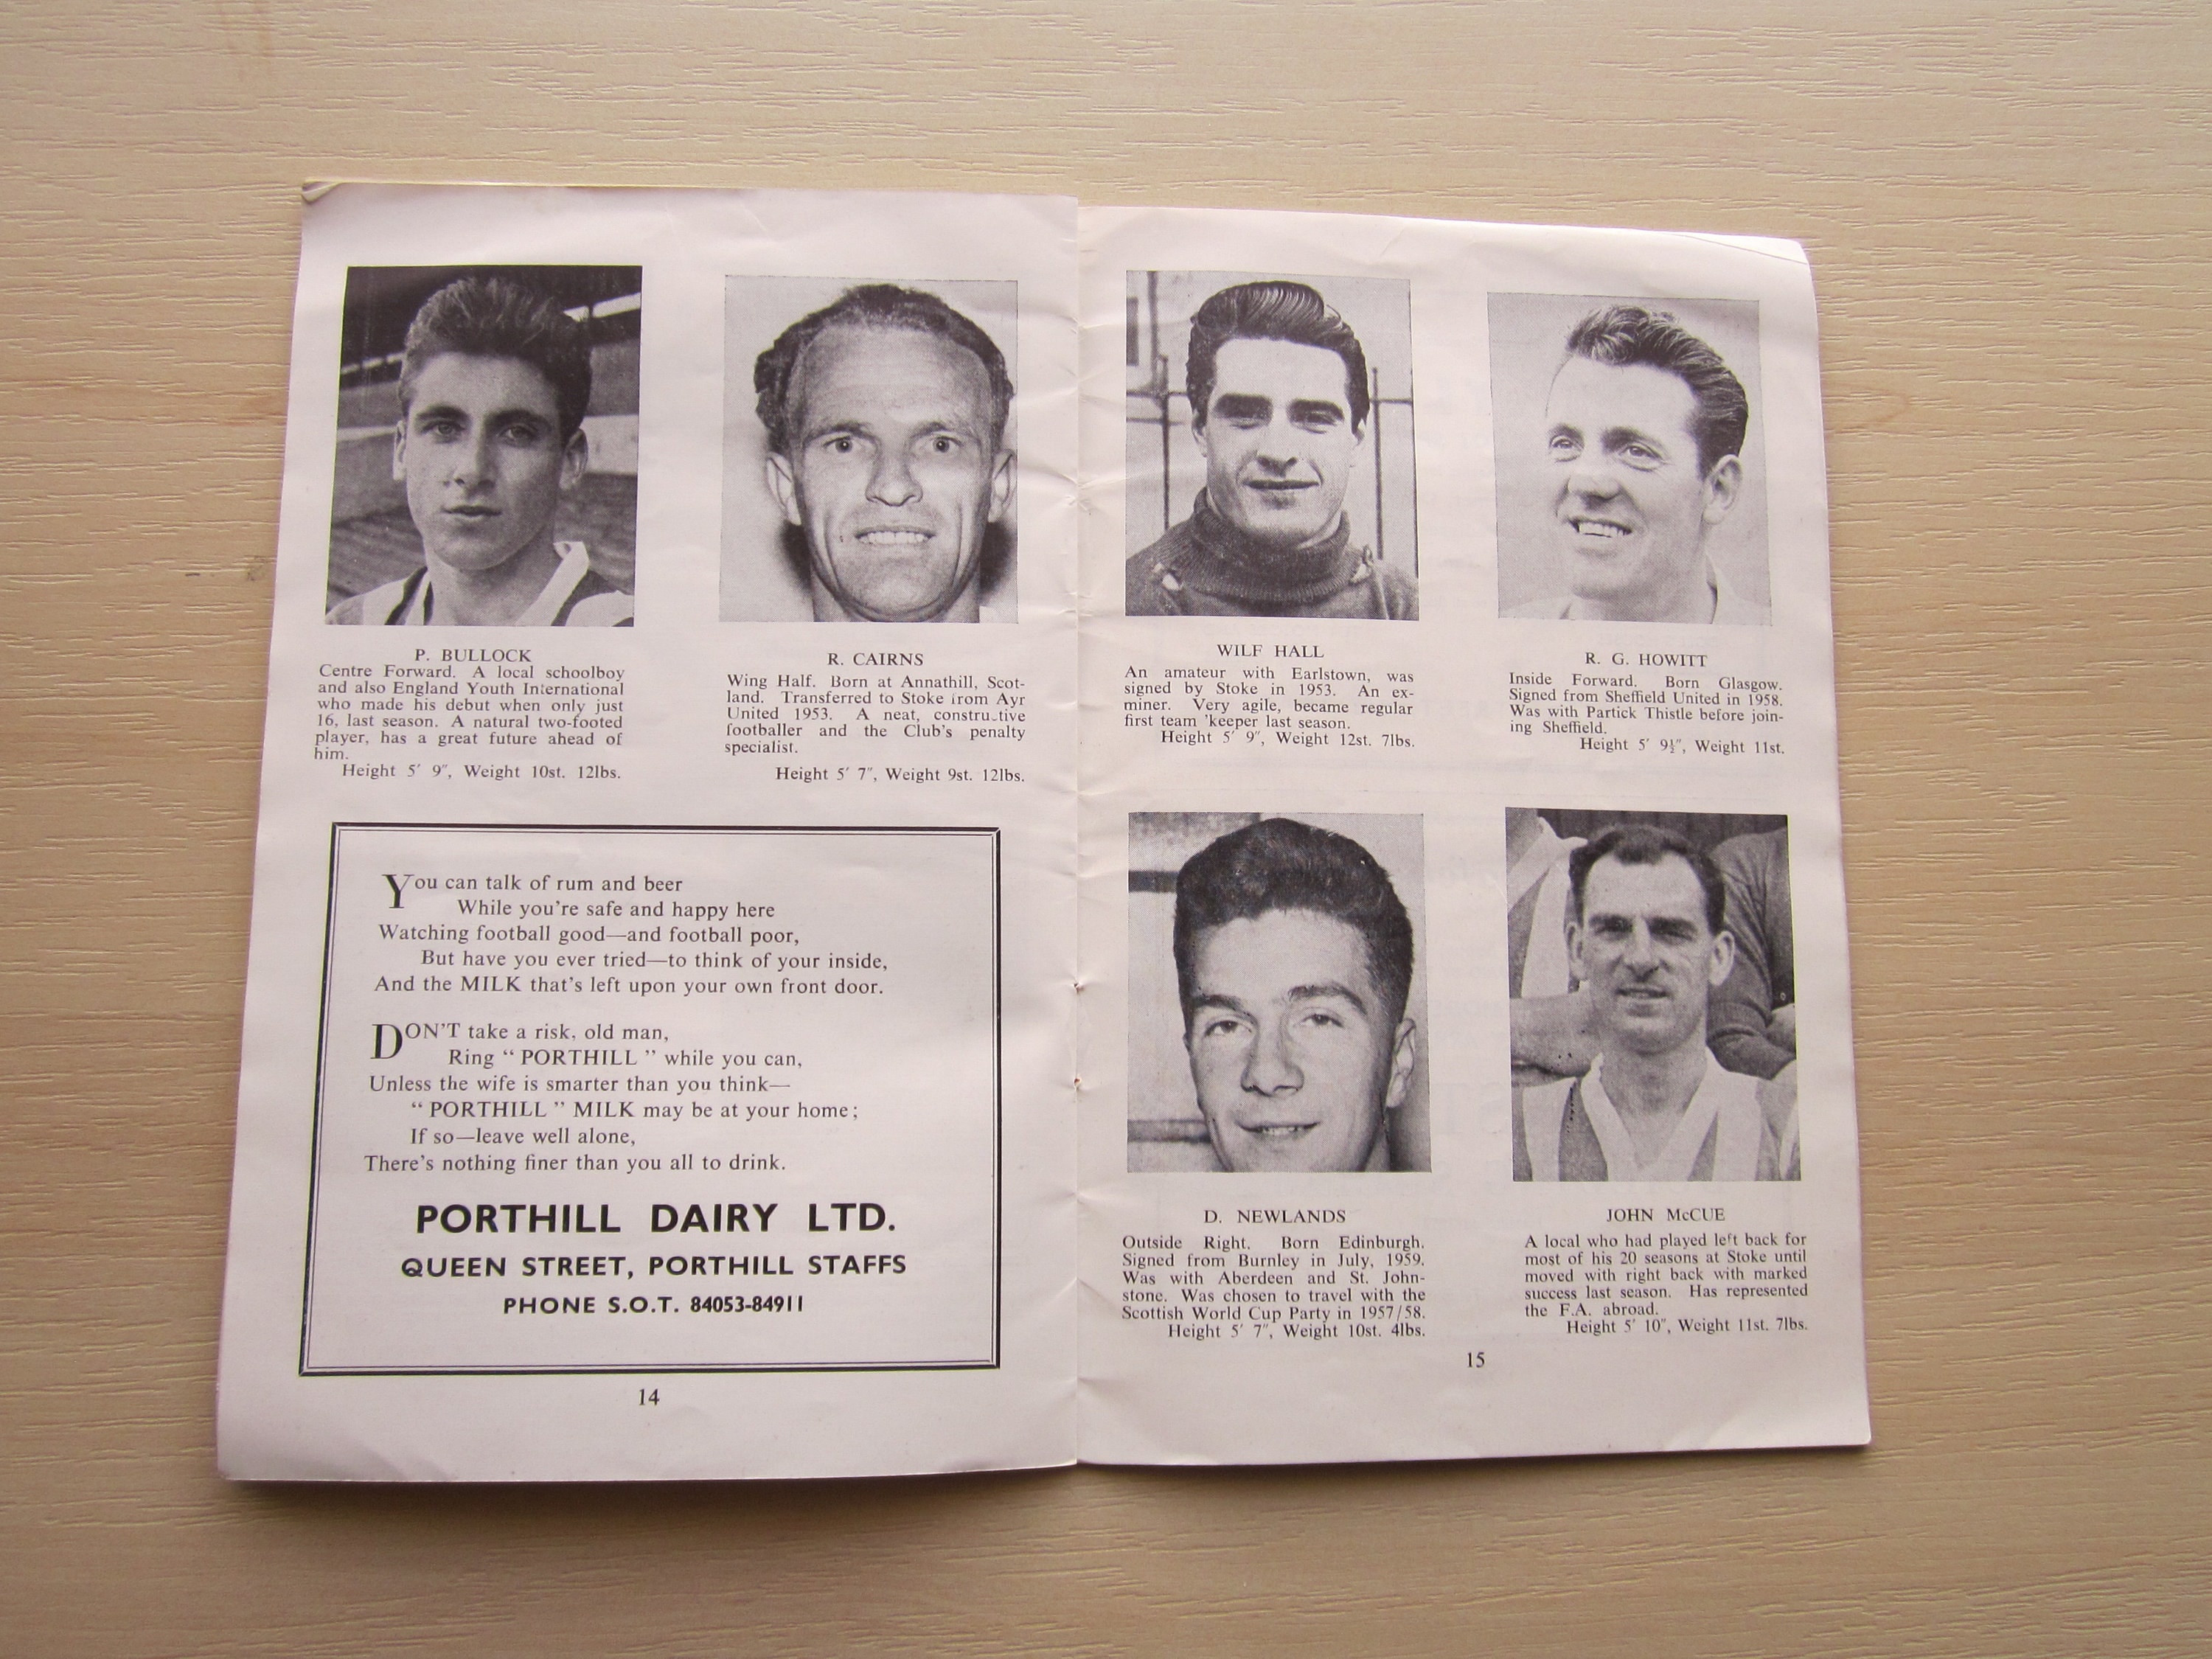 P. BULLOCK
Centre Forward. A local schoolboy
and also England Youth International
who made his debut when only just
16, last season. A natural two-footed
player, has a great future ahead of
him.
Height 5′ 9″, Weight 10st. 12lbs.
R. CAIRNS
Wing Half. Born at Annathill, Scot-
land. Transferred to Stoke from Ayr
United 1953. A neat, constructive
footballer and the Club's penalty
specialist.
Height 5′ 7″, Weight 9st. 12lbs.
You can talk of rum and beer
While you're safe and happy here
Watching football good—and football poor,
But have you ever tried—to think of your inside,
And the MILK that's left upon your own front door.
DON'T take a risk, old man,
Ring “ PORTHILL ” while you can,
Unless the wife is smarter than you think—
“ PORTHILL ” MILK may be at your home;
If so—leave well alone,
There's nothing finer than you all to drink.
PORTHILL DAIRY LTD.
QUEEN STREET, PORTHILL STAFFS
PHONE S.O.T. 84053-84911
14
WILF HALL
An amateur with Earlstown, was
signed by Stoke in 1953. An ex-
miner. Very agile, became regular
first team 'keeper last season.
Height 5′ 9″, Weight 12st. 7lbs.
R. G. HOWITT
Inside Forward. Born Glasgow.
Signed from Sheffield United in 1958.
Was with Partick Thistle before join-
ing Sheffield.
Height 5′ 9½″, Weight 11st.
D. NEWLANDS
Outside Right. Born Edinburgh.
Signed from Burnley in July, 1959.
Was with Aberdeen and St. John-
stone. Was chosen to travel with the
Scottish World Cup Party in 1957/58.
Height 5′ 7″, Weight 10st. 4lbs.
JOHN McCUE
A local who had played left back for
most of his 20 seasons at Stoke until
moved with right back with marked
success last season. Has represented
the F.A. abroad.
Height 5′ 10″, Weight 11st. 7lbs.
15